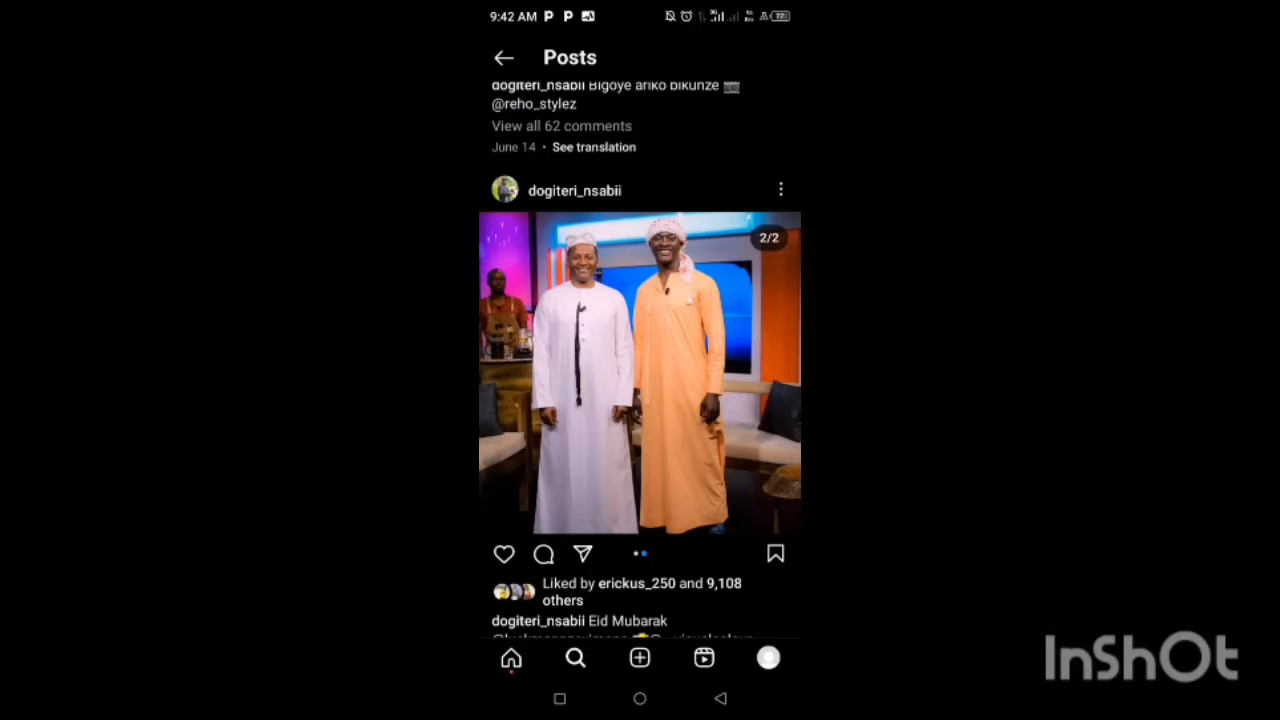 9:42 AM
Posts
dogiteri_nsabii Bigoye ariko bikunze
@reho_stylez
View all 62 comments
June 14 • See translation
dogiteri_nsabii
2/2
Liked by erickus_250 and 9,108
others
dogiteri_nsabii Eid Mubarak
InShOt